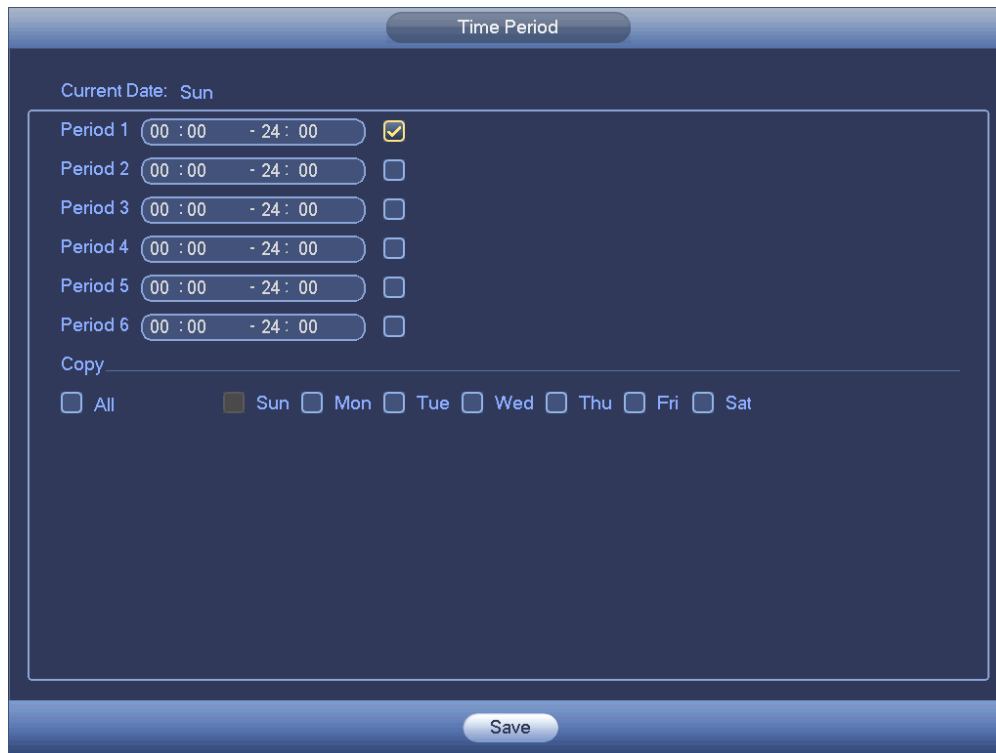 Time Period
Current Date: Sun
Period 1 00 : 00 - 24 : 00
Period 2 00 : 00 - 24 : 00
Period 3 00 : 00 - 24 : 00
Period 4 00 : 00 - 24 : 00
Period 5 00 : 00 - 24 : 00
Period 6 00 : 00 - 24 : 00
Copy
All Sun Mon Tue Wed Thu Fri Sat
Save